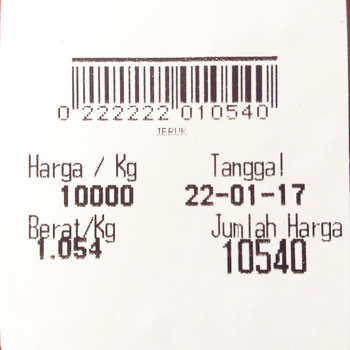 0 222222 010540
JERUK
Harga / Kg Tanggal
10000 22-01-17
Berat/Kg Jumlah Harga
1.054 10540